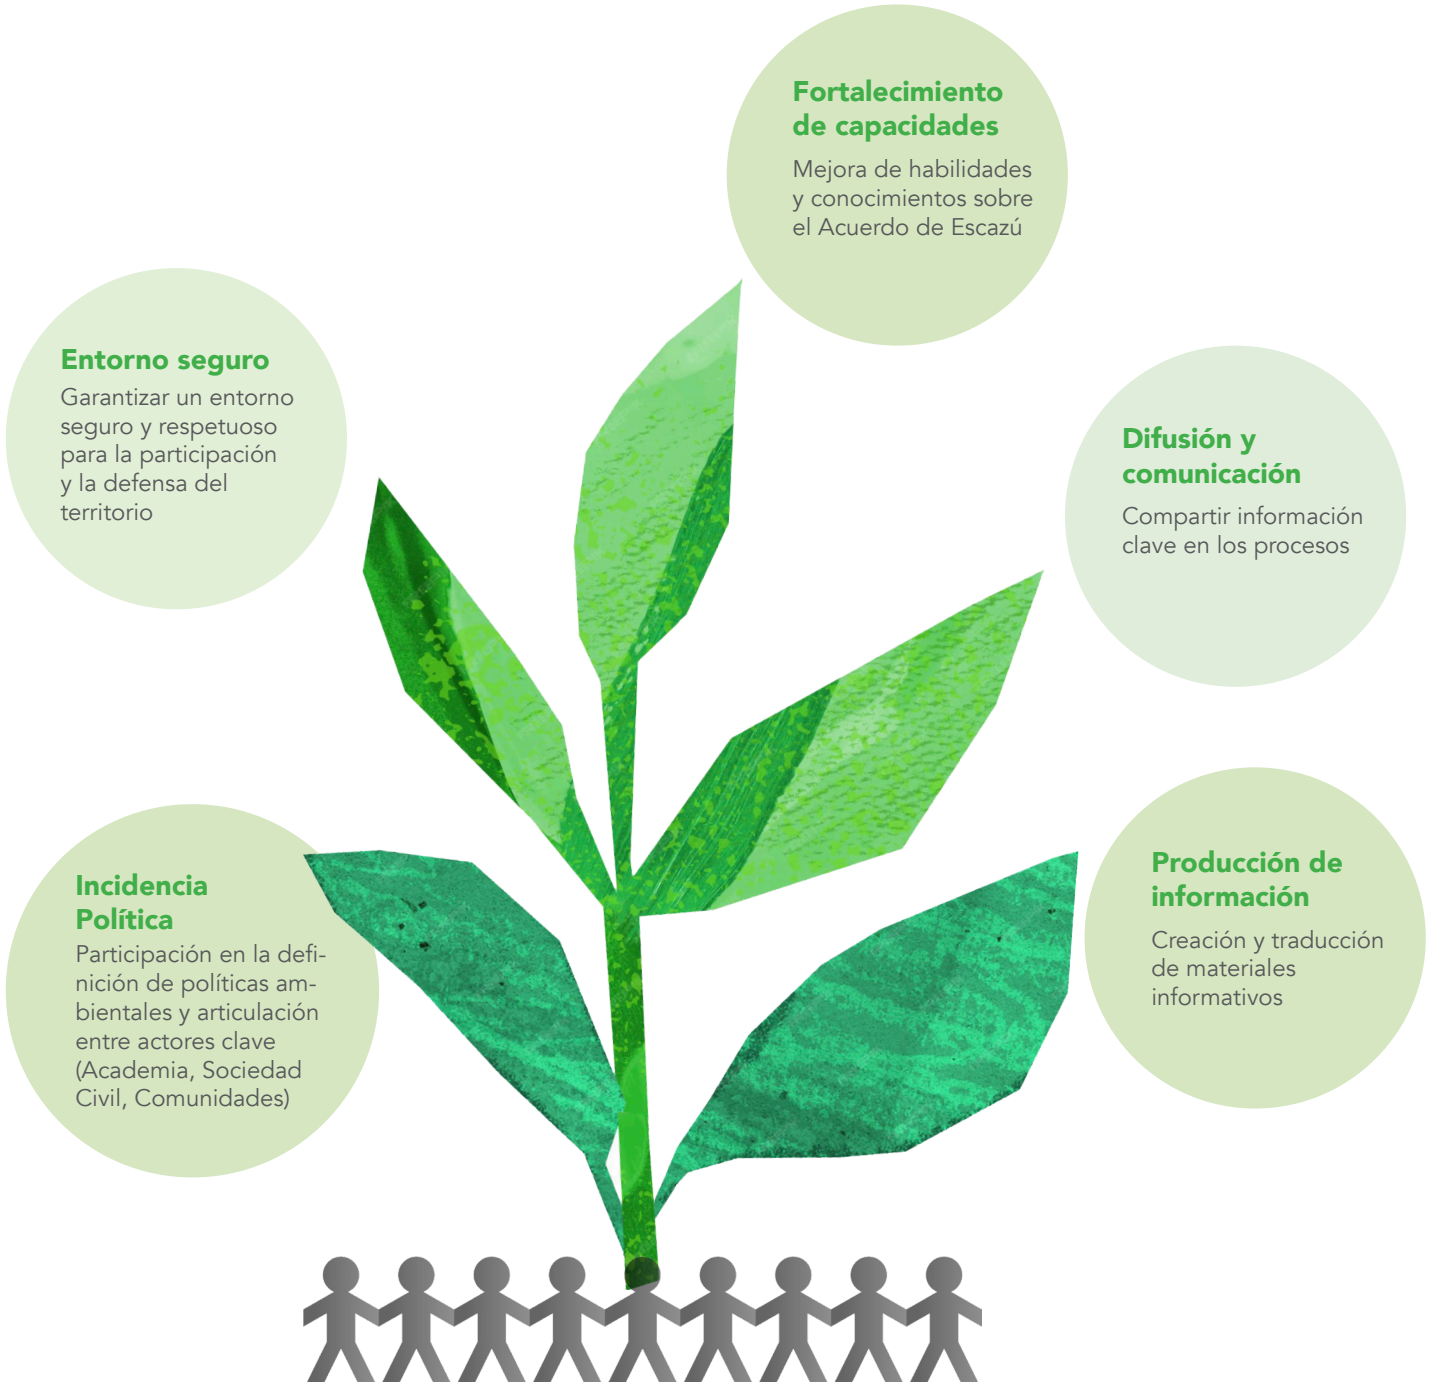 Fortalecimiento
de capacidades
Mejora de habilidades
y conocimientos sobre
el Acuerdo de Escazú
Entorno seguro
Garantizar un entorno
seguro y respetuoso
para la participación
y la defensa del
territorio
Difusión y
comunicación
Compartir información
clave en los procesos
Incidencia
Política
Participación en la defi-
nición de políticas am-
bientales y articulación
entre actores clave
(Academia, Sociedad
Civil, Comunidades)
Producción de
información
Creación y traducción
de materiales
informativos